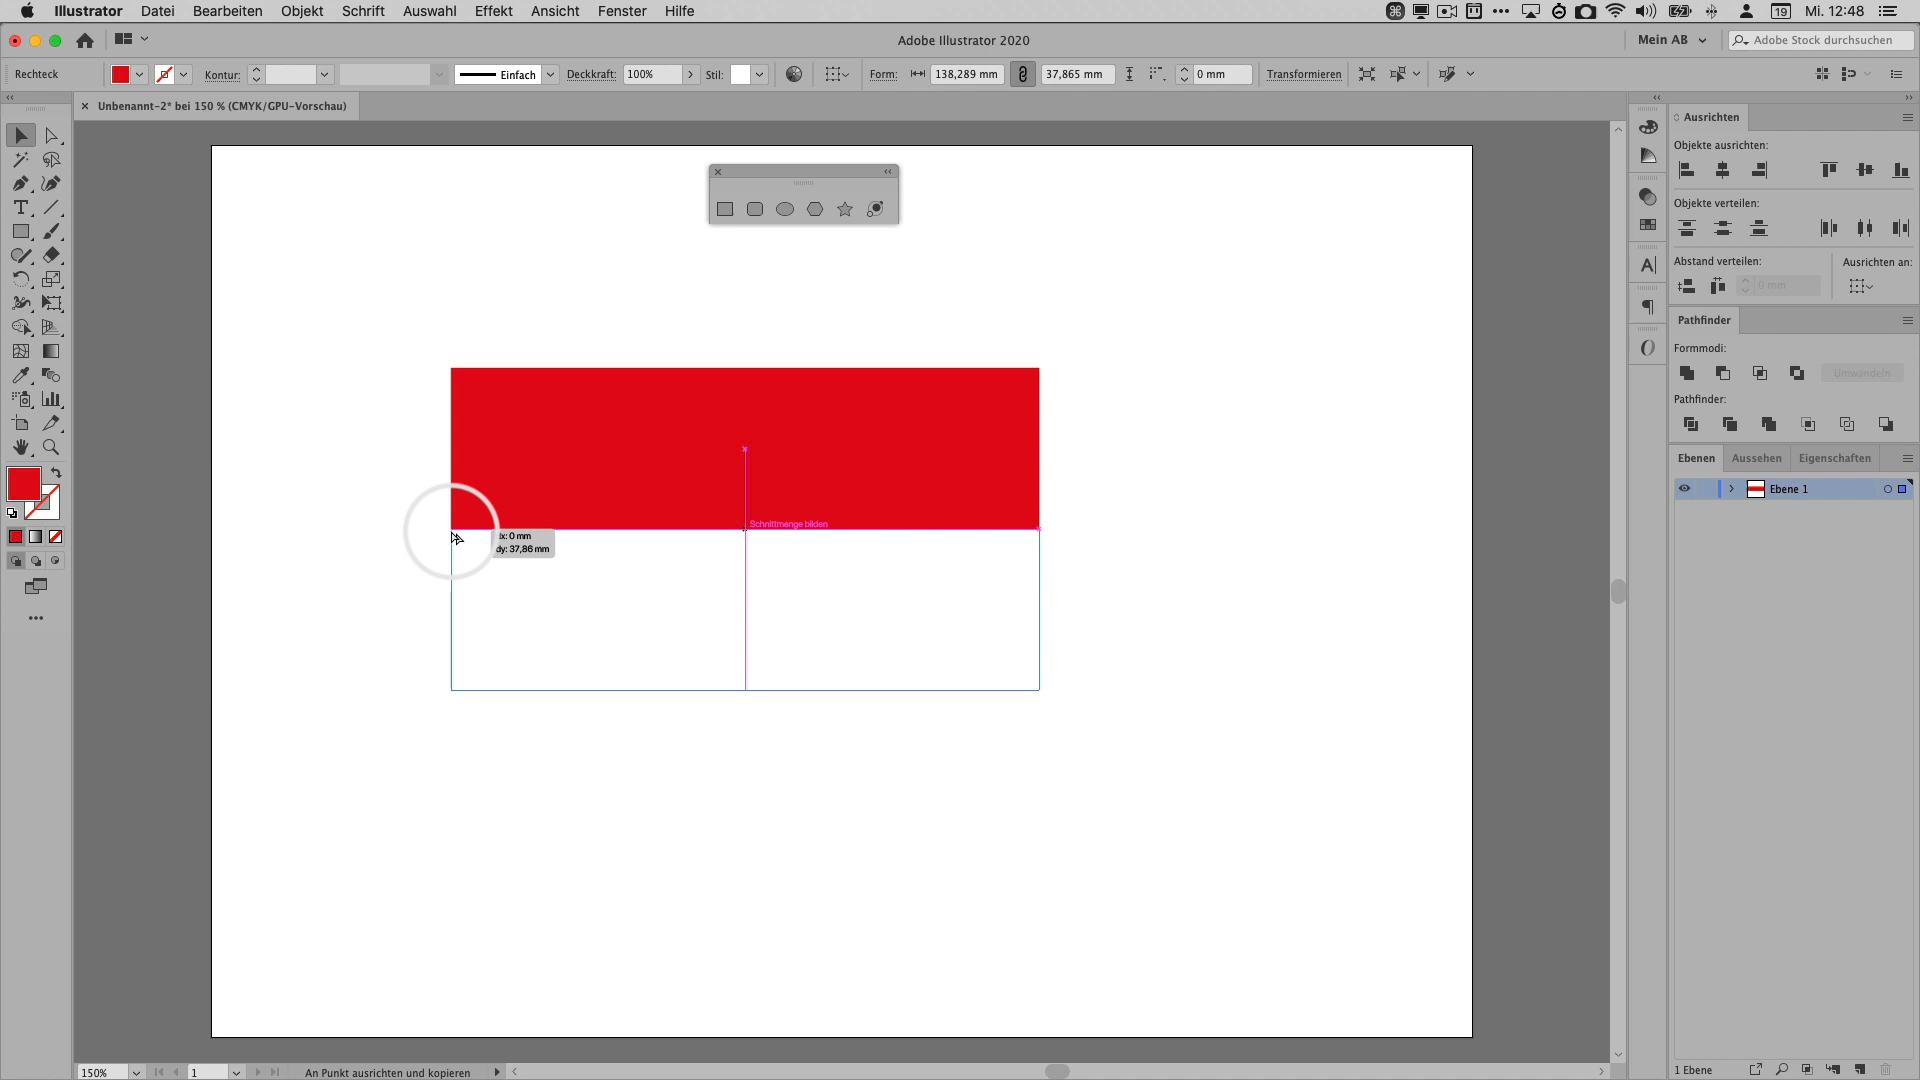 Illustrator Datei Bearbeiten Objekt Schrift Auswahl Effekt Ansicht Fenster Hilfe 19 Mi. 12:48
Adobe Illustrator 2020 Mein AB Adobe Stock durchsuchen
Rechteck Kontur: Einfach Deckkraft: 100% Stil: Form: 138,289 mm 37,865 mm 0 mm Transformieren
Unbenannt-2* bei 150 % (CMYK/GPU-Vorschau)
Ausrichten
Objekte ausrichten:
Objekte verteilen:
Abstand verteilen: Ausrichten an:
0 mm
Pathfinder
Formmodi:
Umwandeln
Pathfinder:
Ebenen Aussehen Eigenschaften
Ebene 1
Schnittmenge bilden
dx: 0 mm
dy: 37,86 mm
150% 1 An Punkt ausrichten und kopieren
1 Ebene